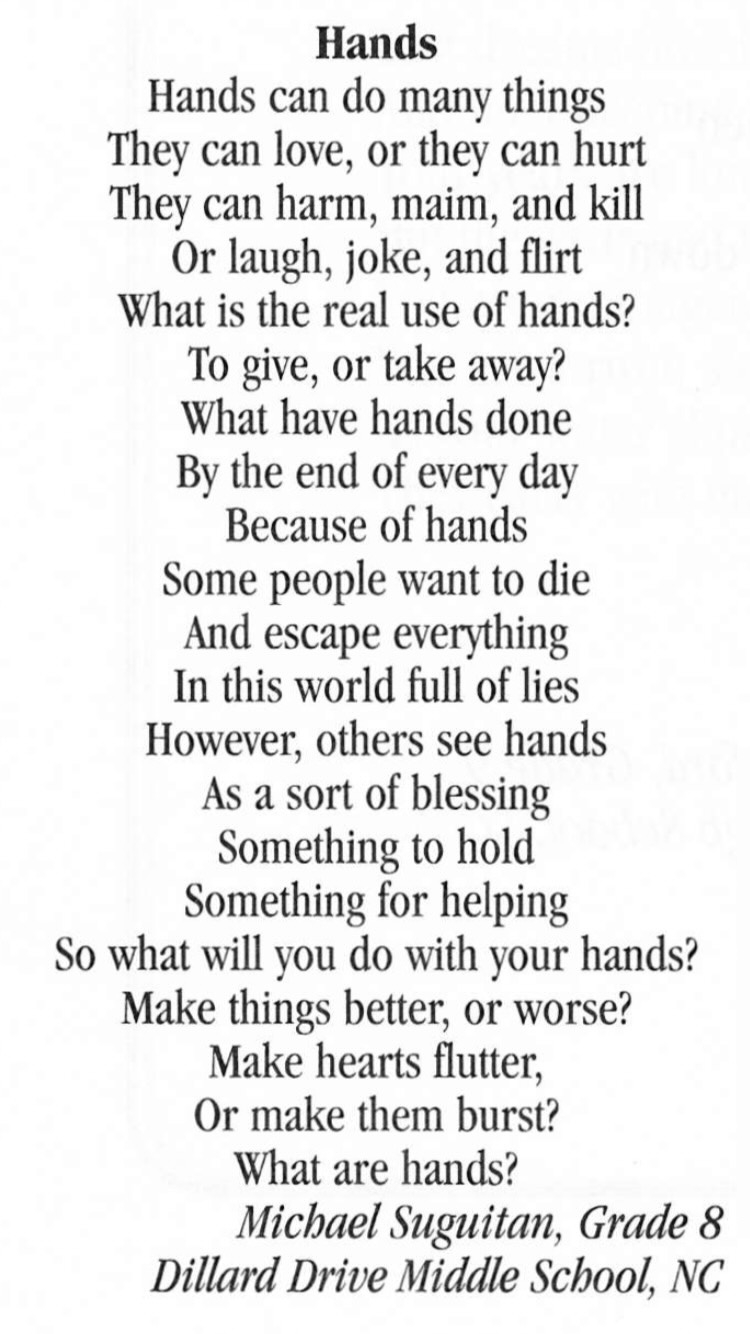 Hands
Hands can do many things
They can love, or they can hurt
They can harm, maim, and kill
Or laugh, joke, and flirt
What is the real use of hands?
To give, or take away?
What have hands done
By the end of every day
Because of hands
Some people want to die
And escape everything
In this world full of lies
However, others see hands
As a sort of blessing
Something to hold
Something for helping
So what will you do with your hands?
Make things better, or worse?
Make hearts flutter,
Or make them burst?
What are hands?
Michael Suguitan, Grade 8
Dillard Drive Middle School, NC